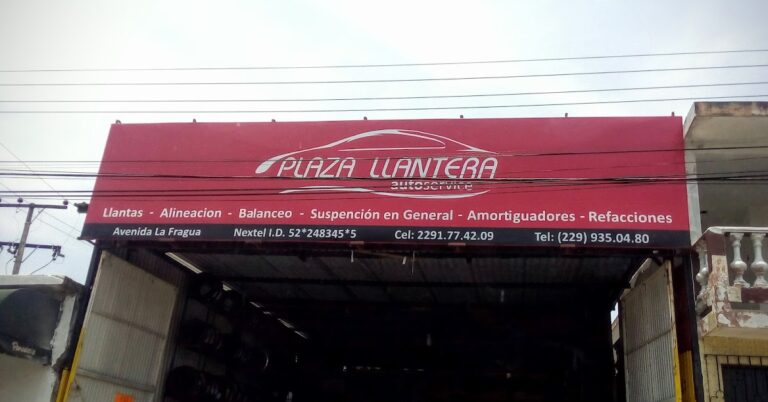 PLAZA LLANTERA
autoservice
Llantas - Alineacion - Balanceo - Suspención en General - Amortiguadores - Refacciones
Avenida La Fragua Nextel I.D. 52*248345*5 Cel: 2291.77.42.09 Tel: (229) 935.04.80